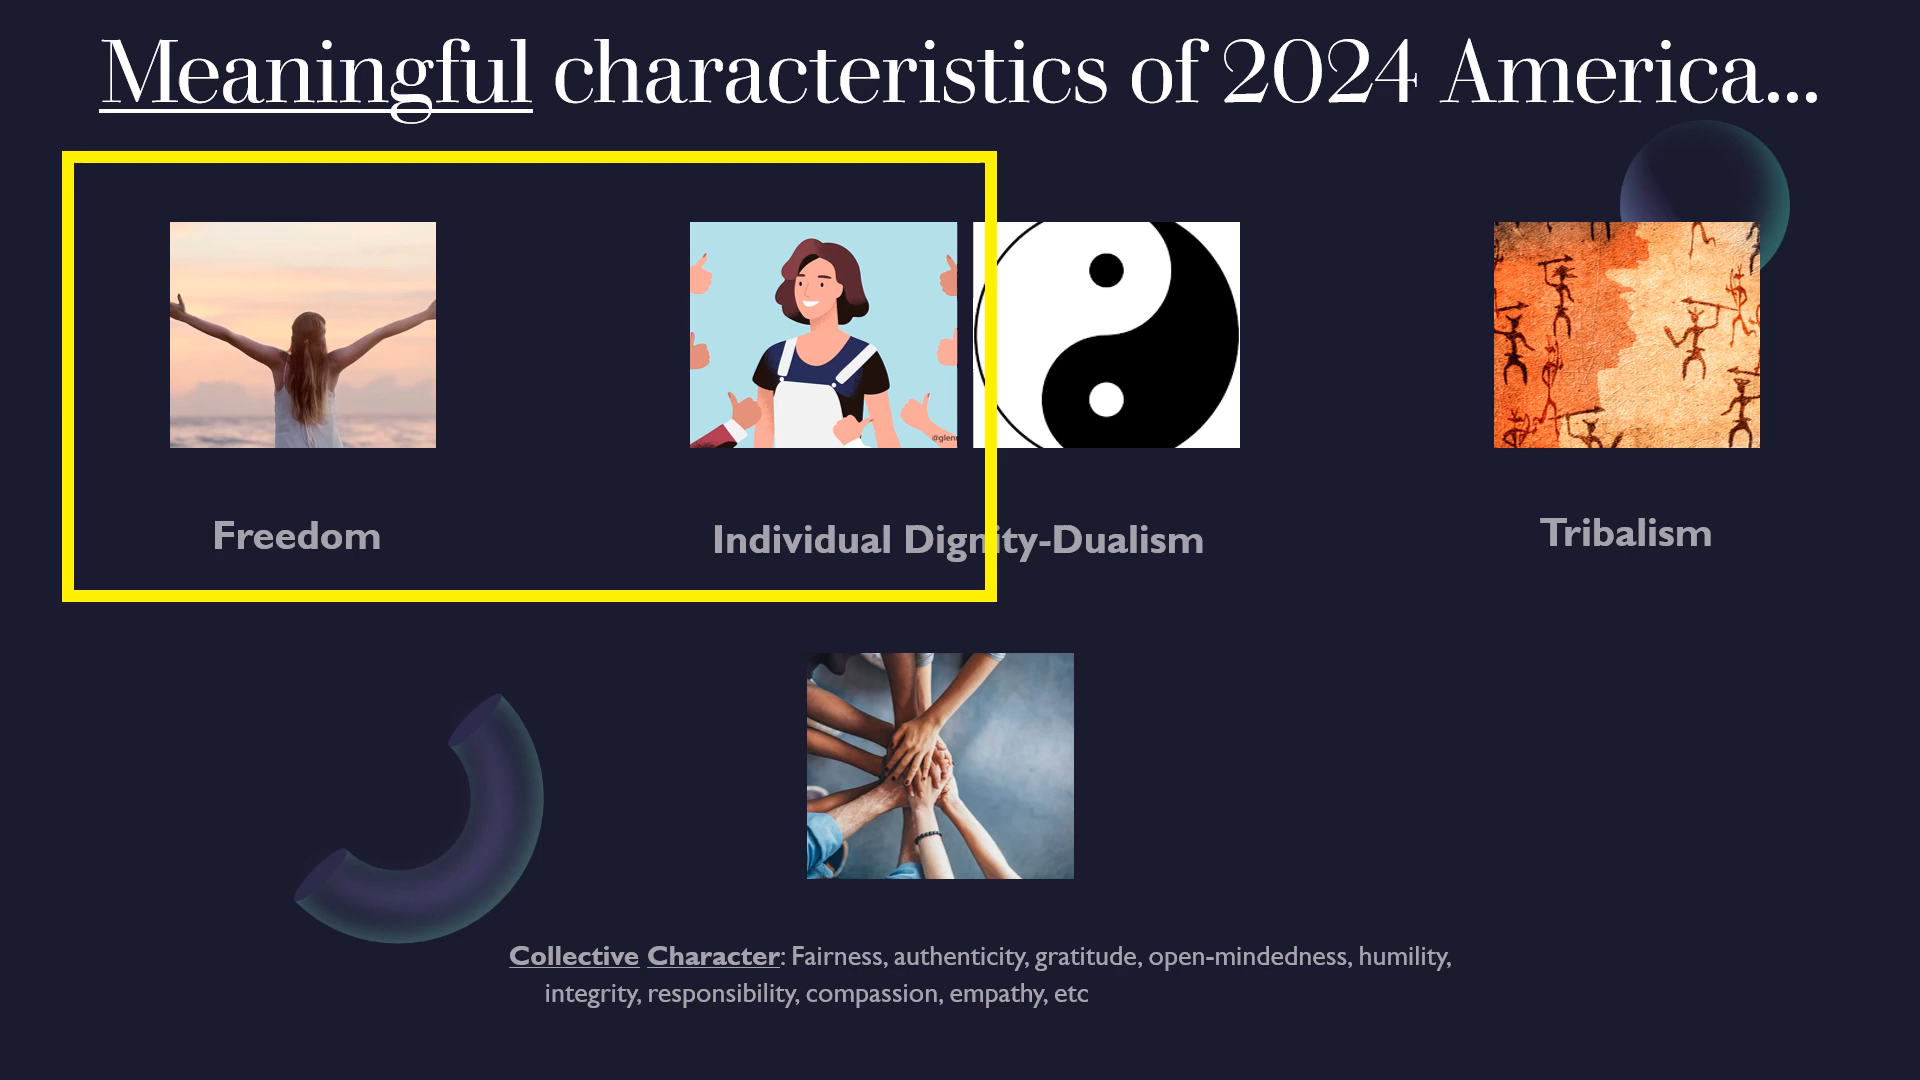 Meaningful characteristics of 2024 America...
Freedom
Individual Dignity-Dualism
Tribalism
Collective Character: Fairness, authenticity, gratitude, open-mindedness, humility,
integrity, responsibility, compassion, empathy, etc